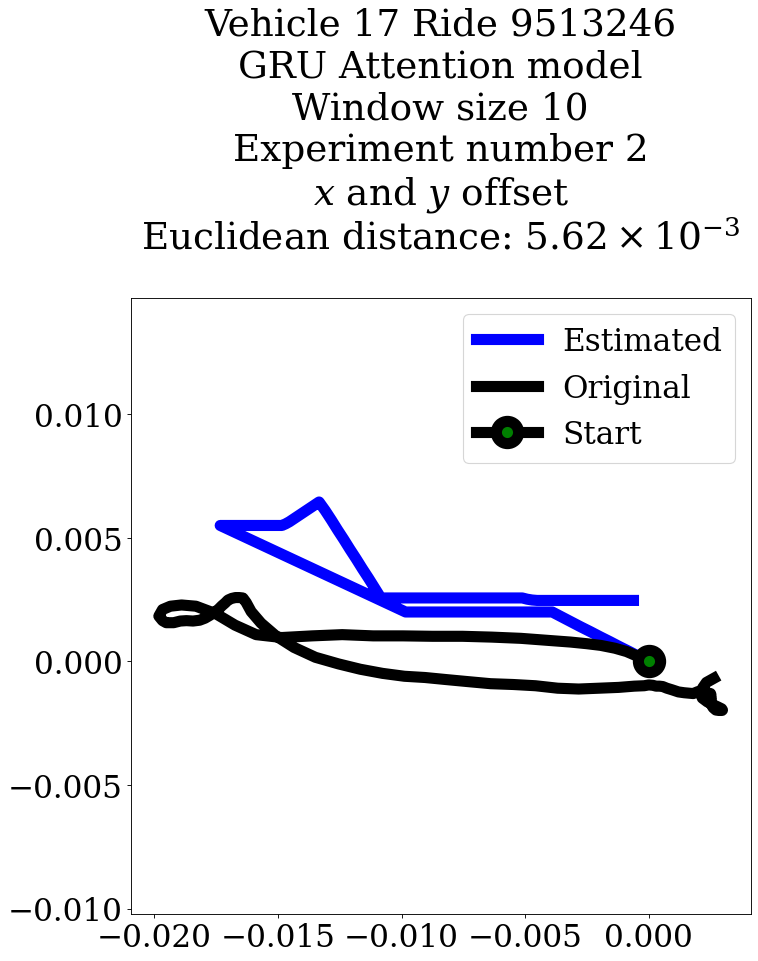 Vehicle 17 Ride 9513246
GRU Attention model
Window size 10
Experiment number 2
x and y offset
Euclidean distance: 5.62 × 10⁻³
Estimated
Original
Start
0.010
0.005
0.000
−0.005
−0.010
−0.020 −0.015 −0.010 −0.005 0.000